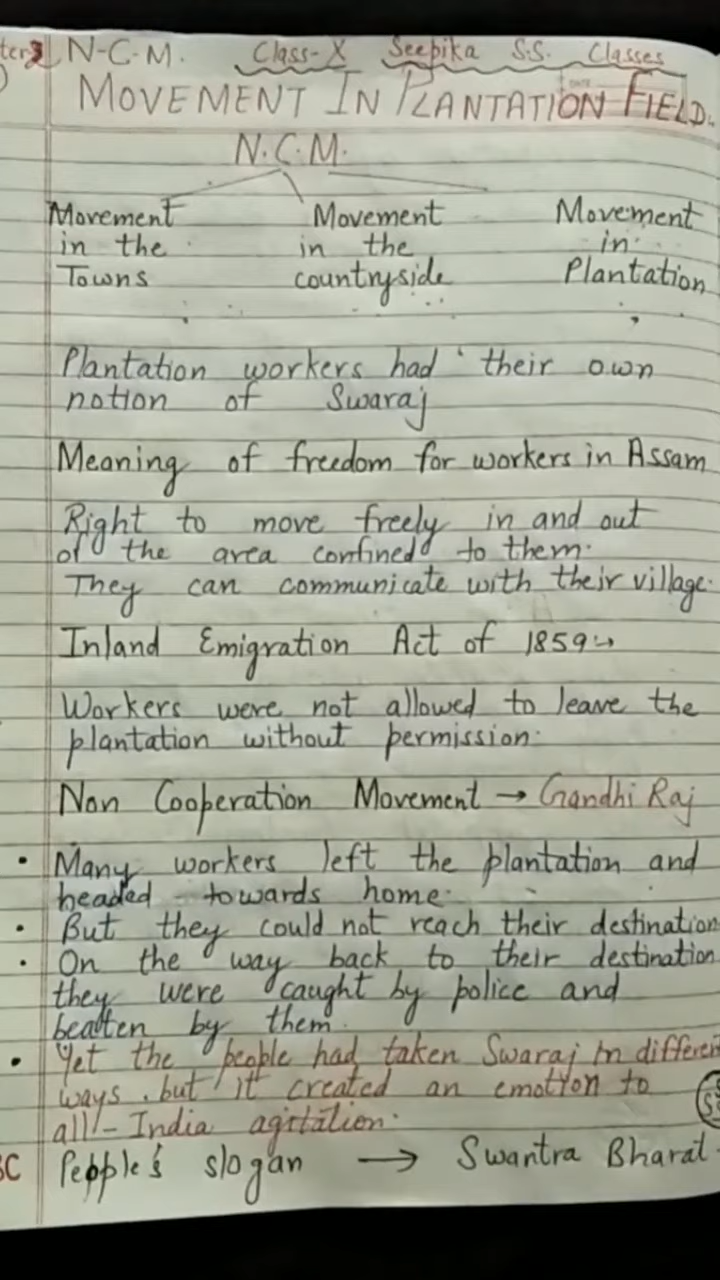 ter3 N-C-M. Class-X Seepika S.S. Classes
MOVEMENT IN PLANTATION FIELD.
N.C.M.
Movement in the Towns
Movement in the countryside
Movement in Plantation
Plantation workers had their own
notion of Swaraj
Meaning of freedom for workers in Assam
Right to move freely in and out
of the area confined to them.
They can communicate with their village.
Inland Emigration Act of 1859→
Workers were not allowed to leave the
plantation without permission.
Non Cooperation Movement → Gandhi Raj
• Many workers left the plantation and
headed towards home.
• But they could not reach their destination
• On the way back to their destination
they were caught by police and
beatten by them.
• Yet the people had taken Swaraj in differen
ways. but it created an emotion to
all-India agitation.
SC People's slogan → Swantra Bharat.